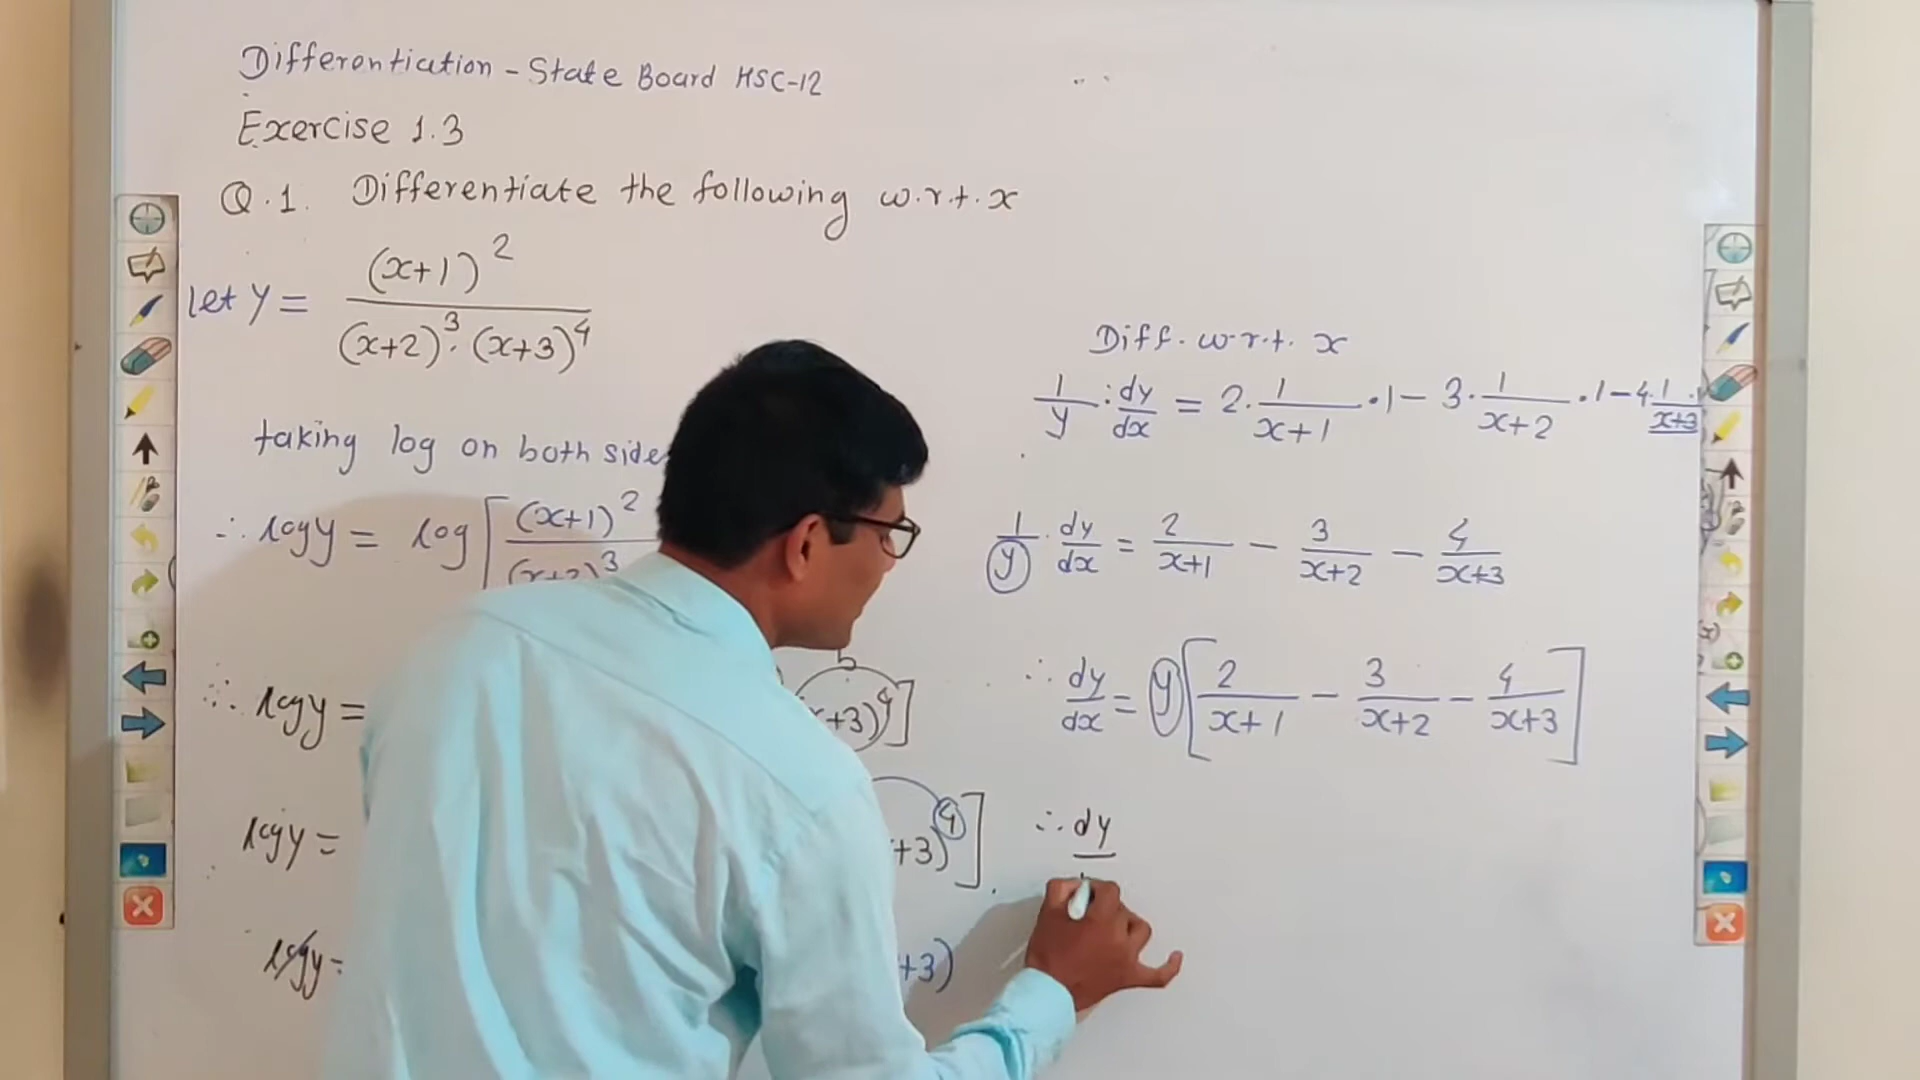 Differentiation - State Board HSC-12
Exercise 1.3
Q.1. Differentiate the following w.r.t. x
let y = (x+1)^2 / (x+2)^3 . (x+3)^4
taking log on both side
∴ log y = log [ (x+1)^2 / (x+2)^3
∴ log y = +3)^4 ]
log y = +3)^4 ]
log y = +3)
Diff. w.r.t. x
1/y . dy/dx = 2 . 1/(x+1) . 1 - 3 . 1/(x+2) . 1 - 4 . 1/(x+3) .
1/y . dy/dx = 2/(x+1) - 3/(x+2) - 4/(x+3)
∴ dy/dx = y [ 2/(x+1) - 3/(x+2) - 4/(x+3) ]
∴ dy